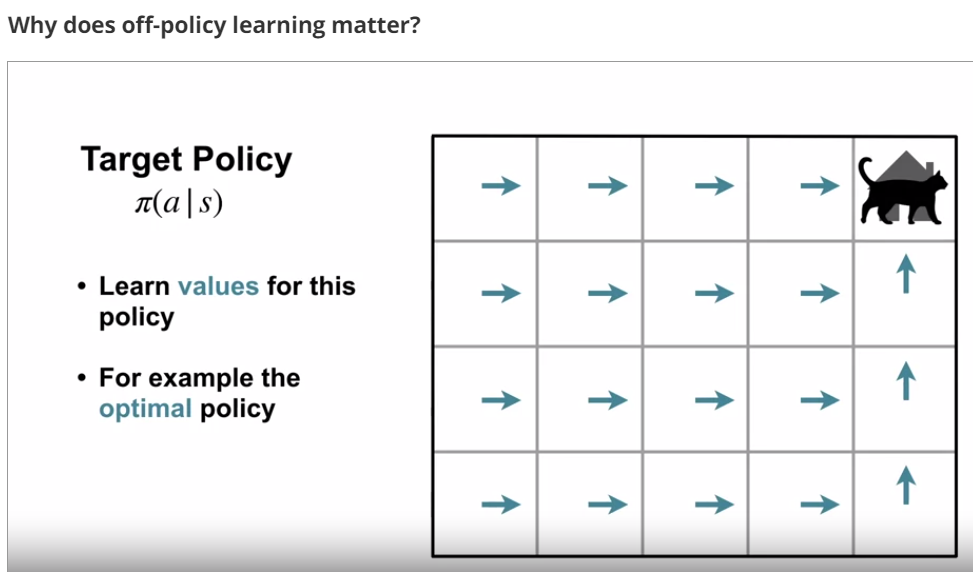 Why does off-policy learning matter?
Target Policy
π(a|s)
• Learn values for this
policy
• For example the
optimal policy